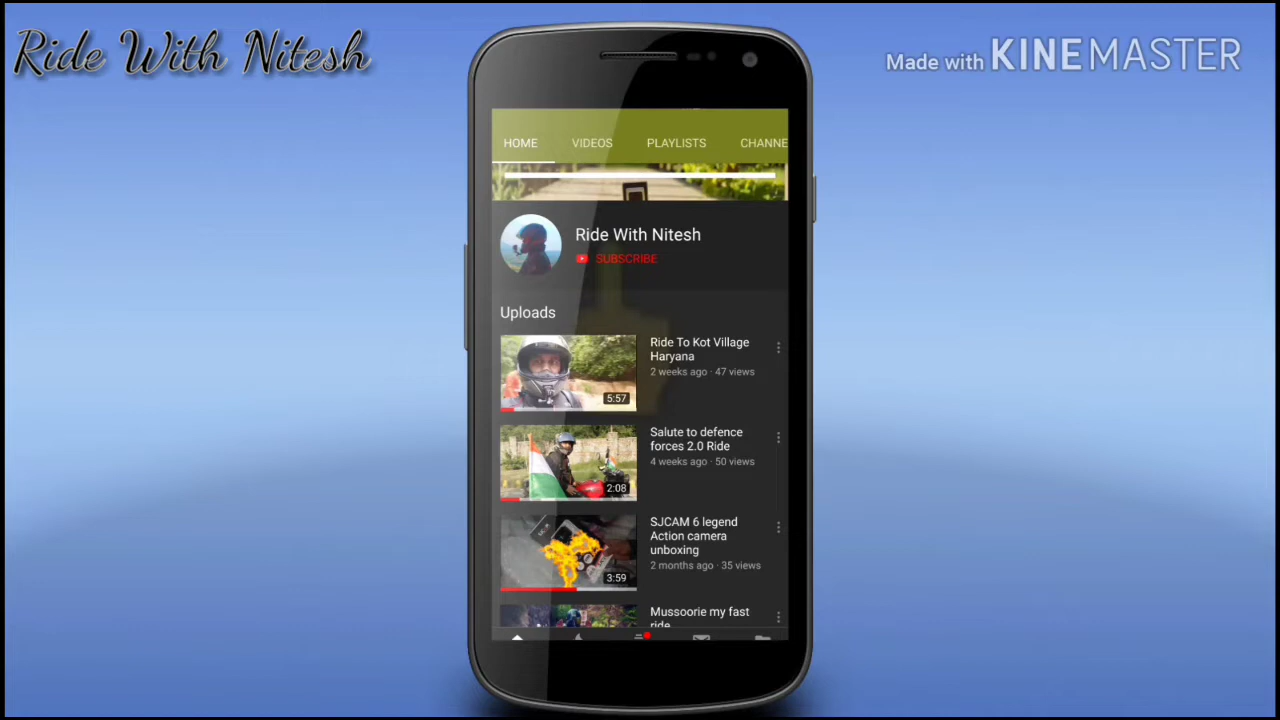 Ride With Nitesh
Made with KINEMASTER
HOME VIDEOS PLAYLISTS CHANNE
Ride With Nitesh
SUBSCRIBE
Uploads
Ride To Kot Village
Haryana
2 weeks ago · 47 views
5:57
Salute to defence
forces 2.0 Ride
4 weeks ago · 50 views
2:08
SJCAM 6 legend
Action camera
unboxing
2 months ago · 35 views
3:59
Mussoorie my fast
ride